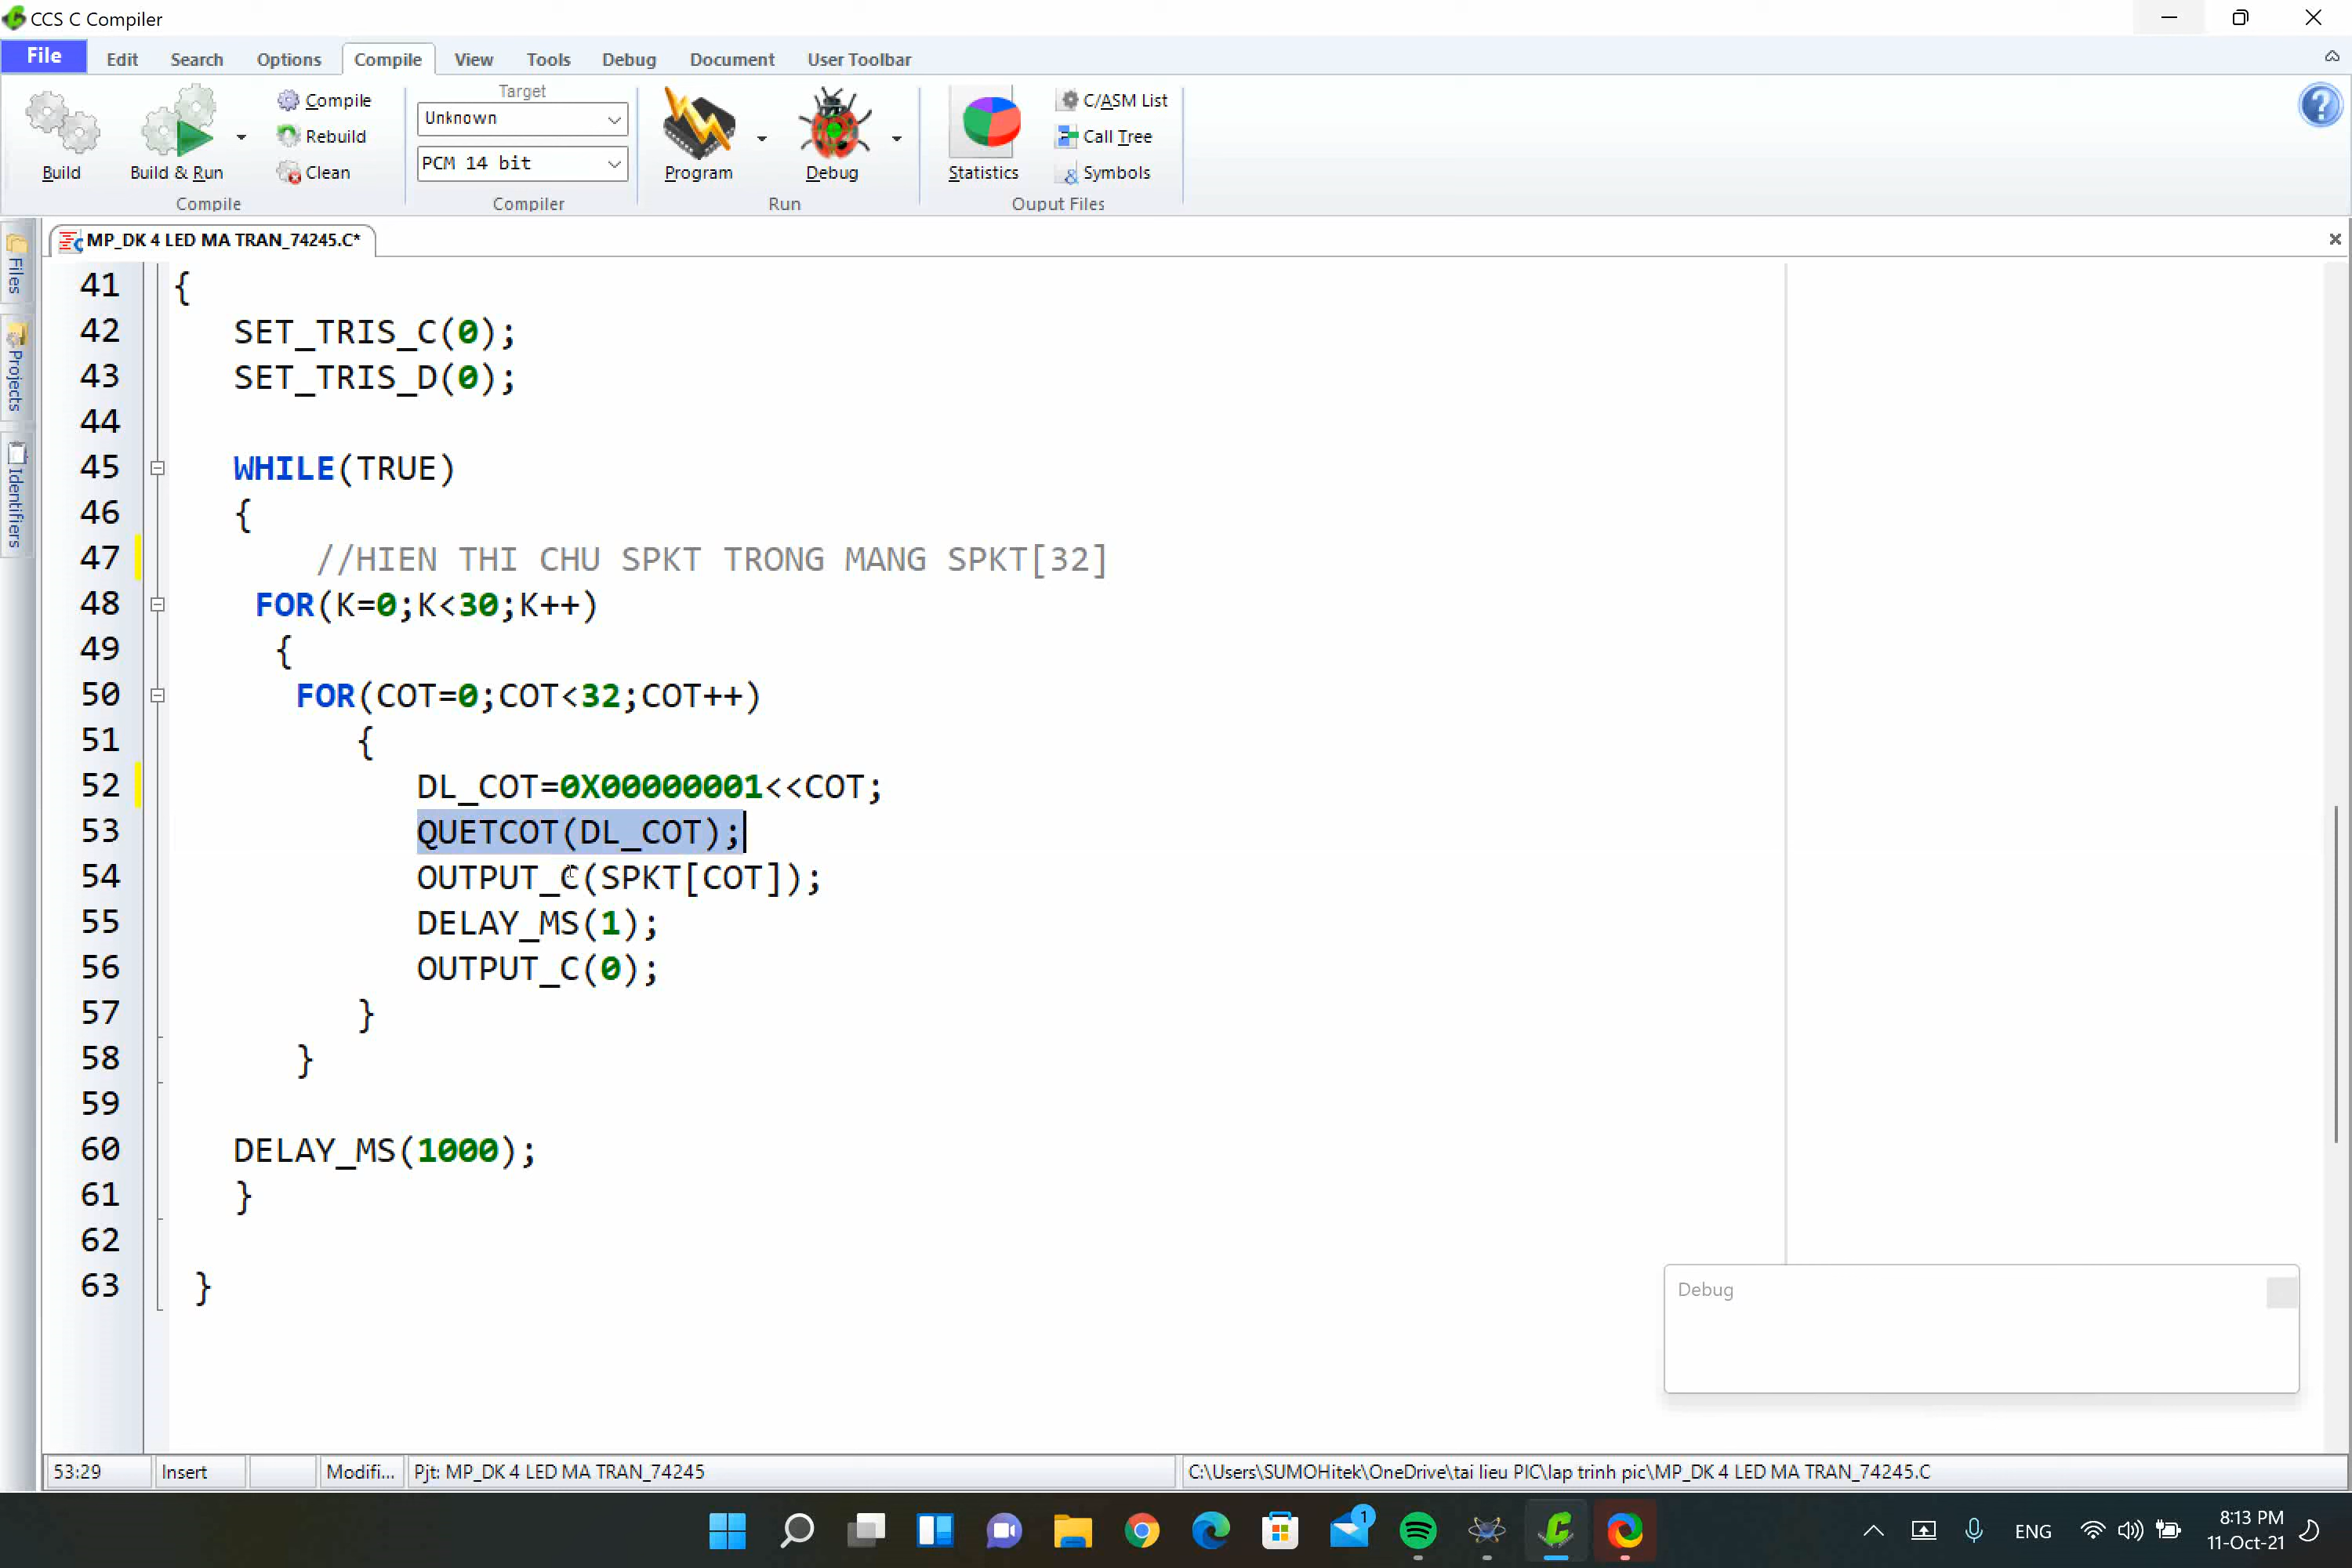 CCS C Compiler
File Edit Search Options Compile View Tools Debug Document User Toolbar
Build
Build & Run
Compile
Rebuild
Clean
Compile
Target
Unknown
PCM 14 bit
Compiler
Program
Debug
Run
Statistics
C/ASM List
Call Tree
Symbols
Ouput Files
Files
Projects
Identifiers
MP_DK 4 LED MA TRAN_74245.C*
41 {
42 SET_TRIS_C(0);
43 SET_TRIS_D(0);
44
45 WHILE(TRUE)
46 {
47 //HIEN THI CHU SPKT TRONG MANG SPKT[32]
48 FOR(K=0;K<30;K++)
49 {
50 FOR(COT=0;COT<32;COT++)
51 {
52 DL_COT=0X00000001<<COT;
53 QUETCOT(DL_COT);
54 OUTPUT_C(SPKT[COT]);
55 DELAY_MS(1);
56 OUTPUT_C(0);
57 }
58 }
59
60 DELAY_MS(1000);
61 }
62
63 }
Debug
53:29 Insert Modifi... Pjt: MP_DK 4 LED MA TRAN_74245 C:\Users\SUMOHitek\OneDrive\tai lieu PIC\lap trinh pic\MP_DK 4 LED MA TRAN_74245.C
1
ENG
8:13 PM
11-Oct-21